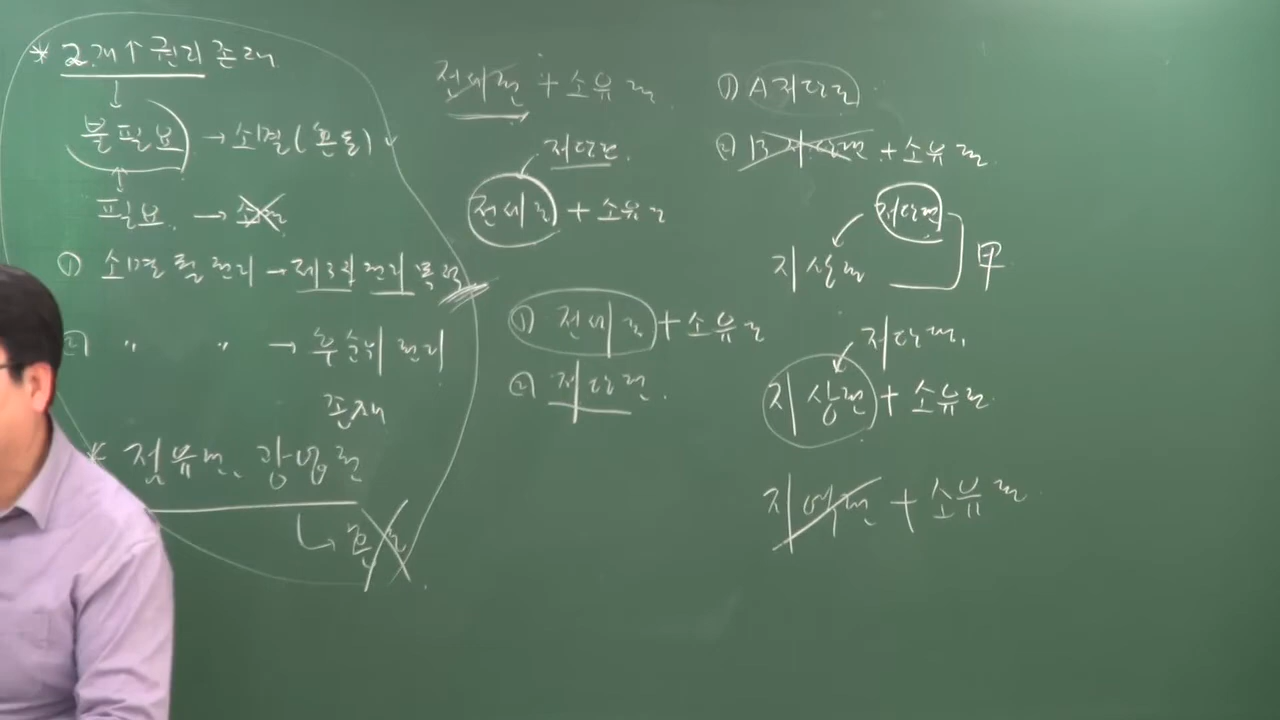 * 2개↑ 권리 존재
↓
불필요 → 소멸(혼동)
↑
필요 → 소멸
① 소멸될 권리 → 제3자 권리 목적
② 〃 〃 → 후순위 권리
존재
* 점유권, 광업권
↳ 혼동 X
전세권 + 소유권
저당권
전세권 + 소유권
① 전세권 + 소유권
② 저당권
① A저당권
② B저당권 + 소유권
저당권
지상권
甲
저당권
지상권 + 소유권
지역권 + 소유권